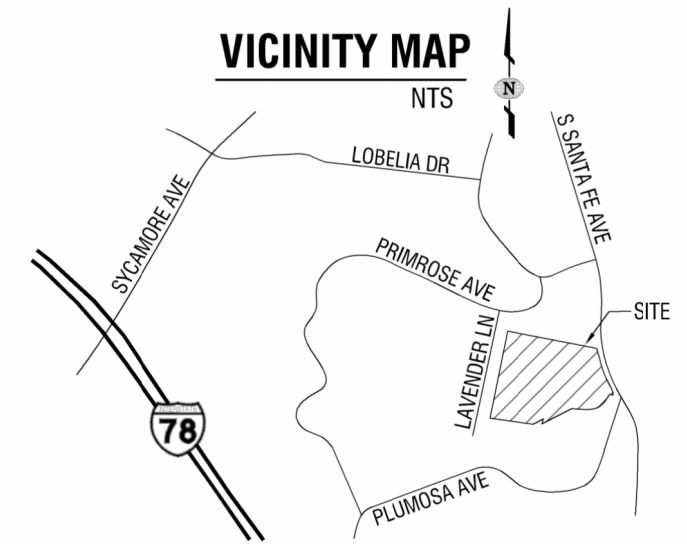 VICINITY MAP
NTS
N
S SANTA FE AVE
LOBELIA DR
SYCAMORE AVE
PRIMROSE AVE
SITE
LAVENDER LN
INTERSTATE
78
PLUMOSA AVE